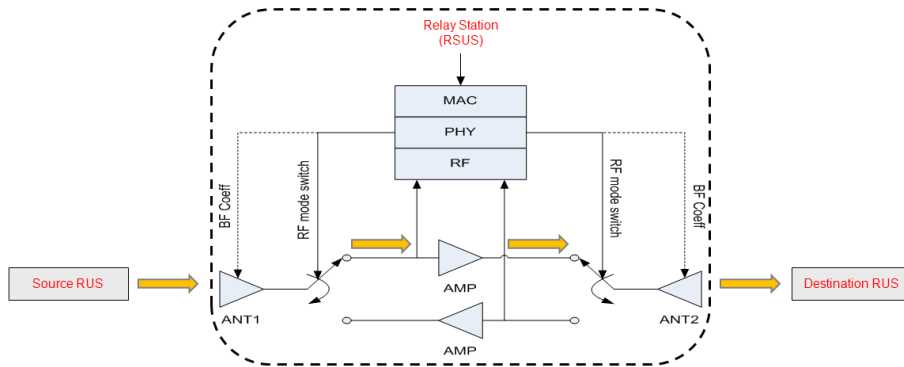 Relay Station
(RSUS)
MAC
PHY
RF
BF Coeff
RF mode switch
RF mode switch
BF Coeff
Source RUS
ANT1
AMP
AMP
ANT2
Destination RUS